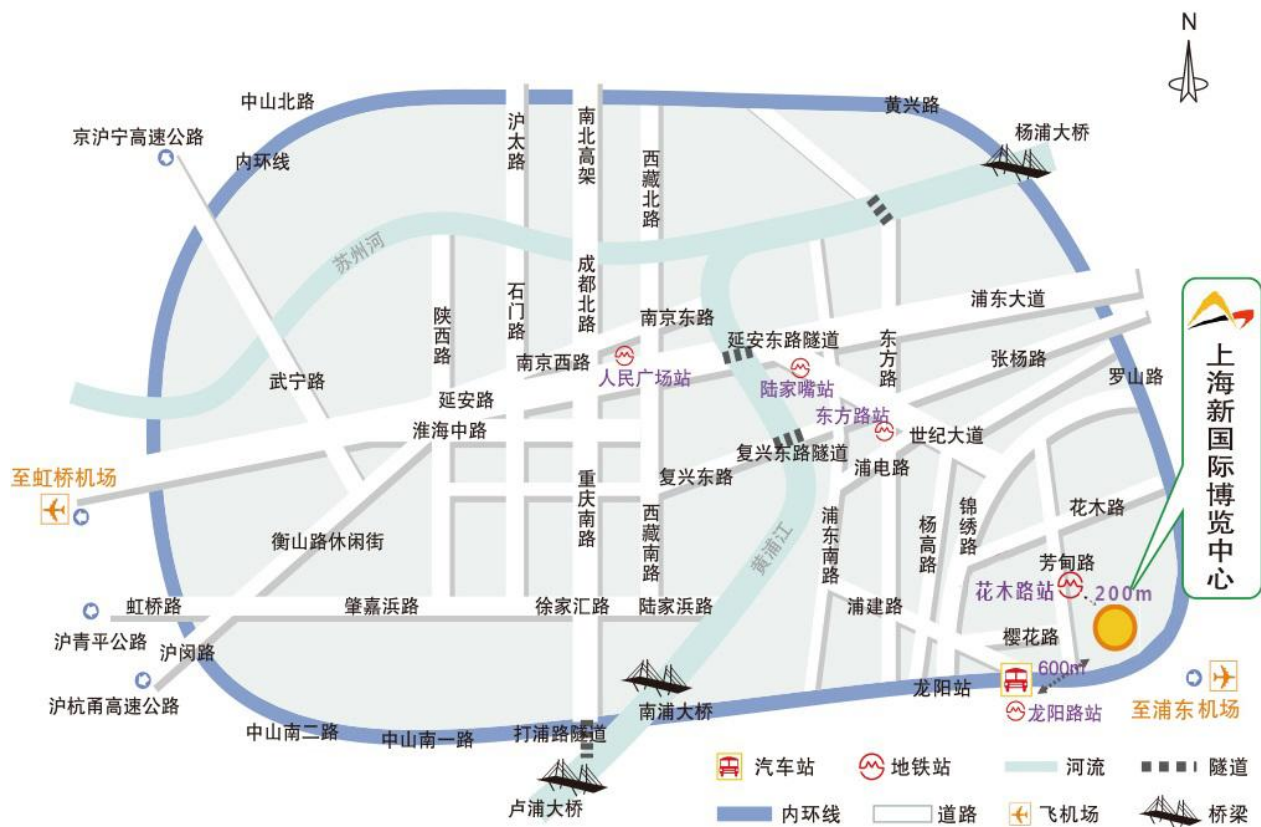 N
中山北路
黄兴路
京沪宁高速公路
内环线
沪太路
南北高架
西藏北路
杨浦大桥
苏州河
成都北路
石门路
陕西路
南京东路
浦东大道
延安东路隧道
东方路
南京西路
人民广场站
陆家嘴站
张杨路
罗山路
武宁路
延安路
东方路站
淮海中路
世纪大道
复兴东路隧道
浦电路
复兴东路
至虹桥机场
重庆南路
西藏南路
黄浦江
浦东南路
杨高路
锦绣路
花木路
上海新国际博览中心
衡山路休闲街
芳甸路
花木路站
200m
虹桥路
肇嘉浜路
徐家汇路
陆家浜路
浦建路
樱花路
沪青平公路
沪闵路
600m
龙阳站
沪杭甬高速公路
南浦大桥
龙阳路站
至浦东机场
中山南二路
中山南一路
打浦路隧道
卢浦大桥
汽车站
地铁站
河流
隧道
内环线
道路
飞机场
桥梁